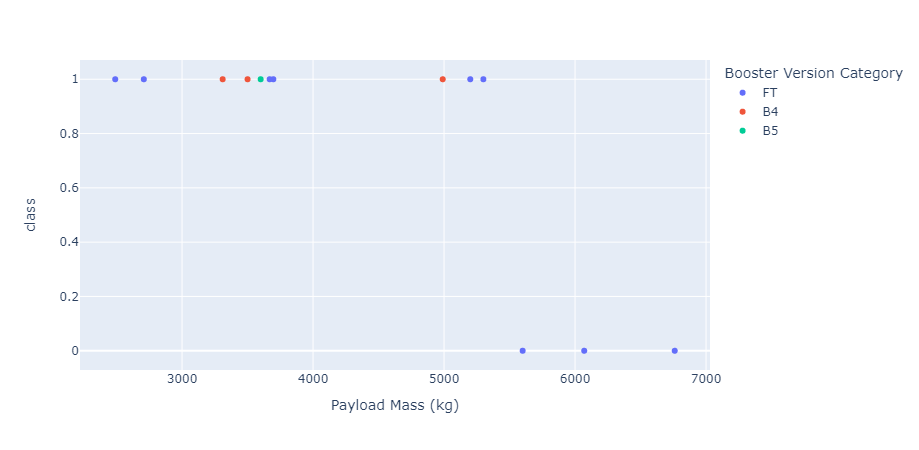 Booster Version Category
FT
B4
B5
1
0.8
0.6
0.4
0.2
0
class
3000 4000 5000 6000 7000
Payload Mass (kg)